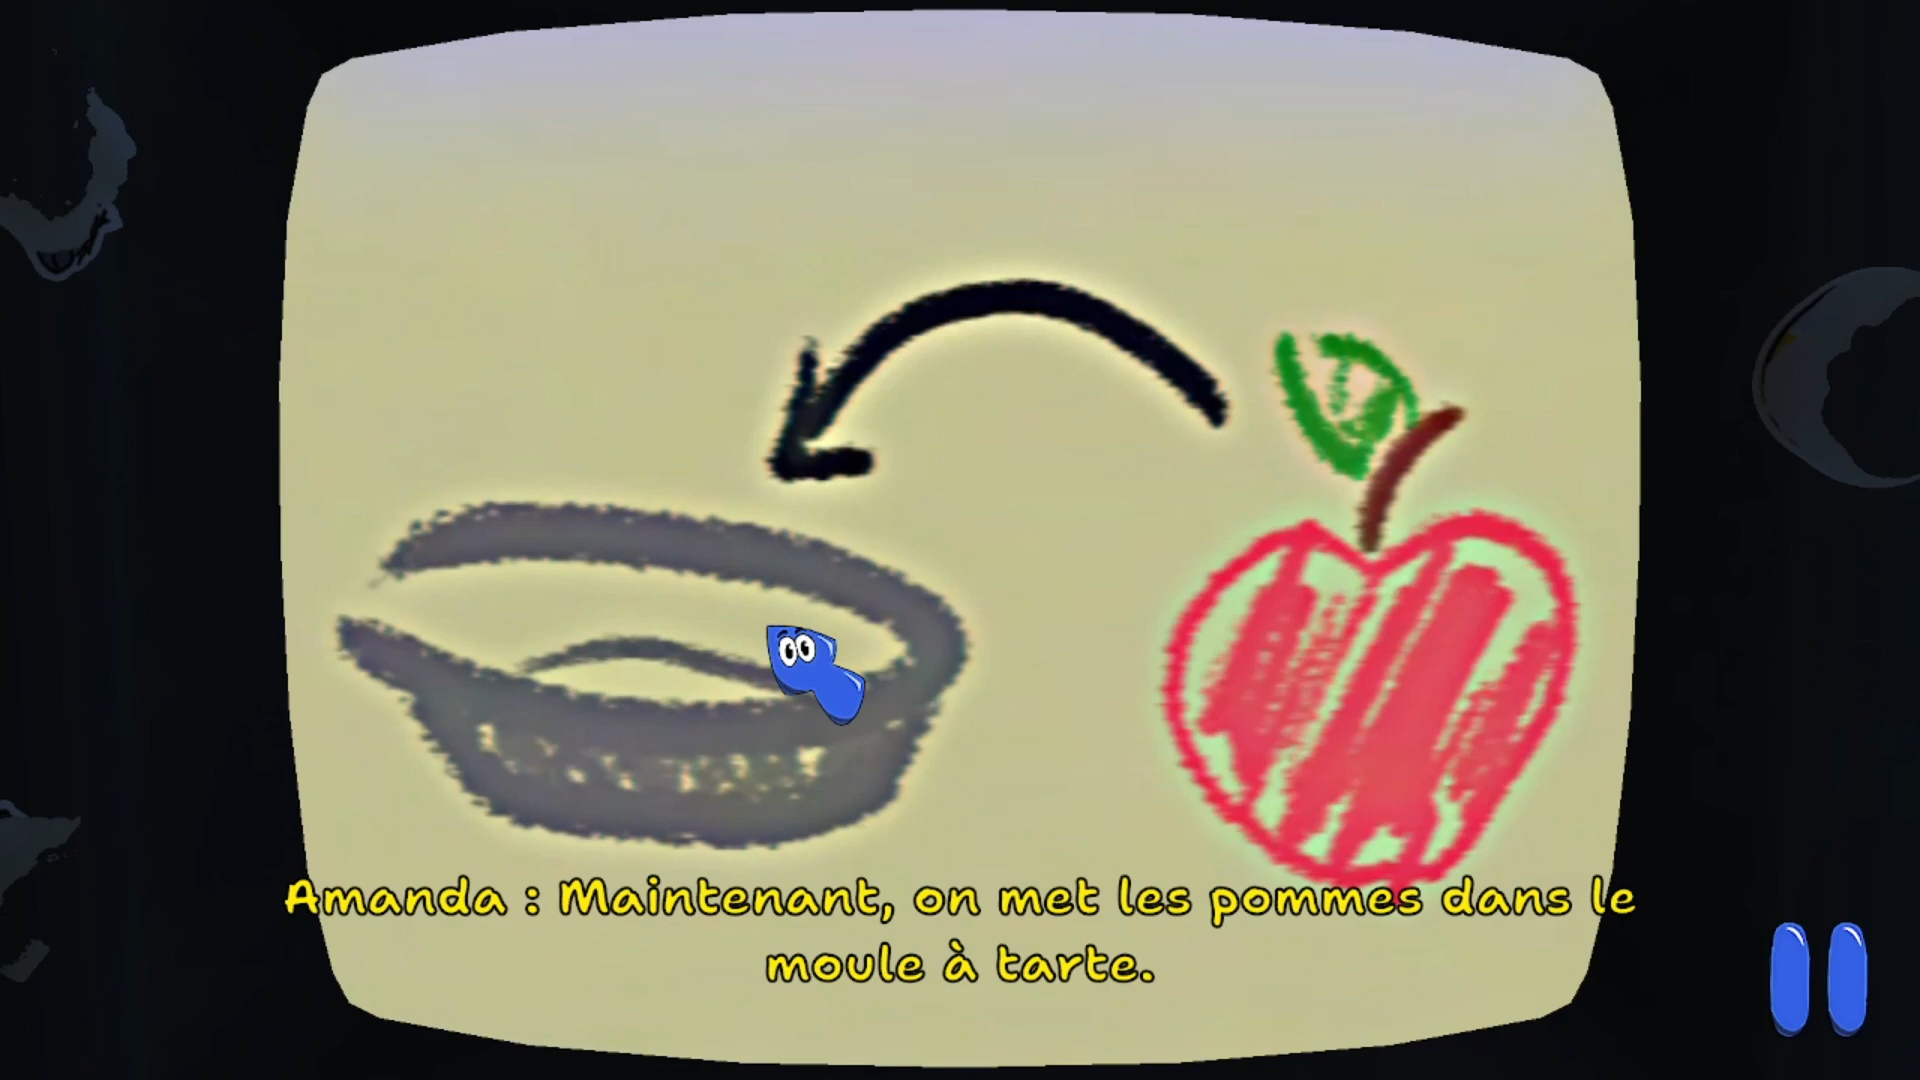 Amanda : Maintenant, on met les pommes dans le
moule à tarte.